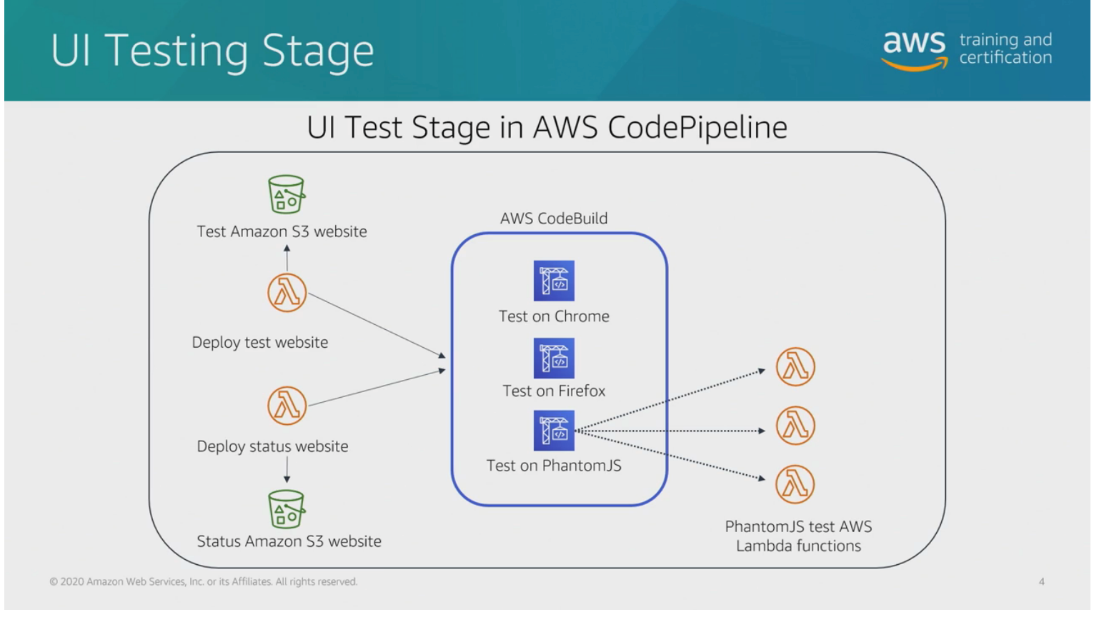 UI Testing Stage
aws
training and
certification
UI Test Stage in AWS CodePipeline
Test Amazon S3 website
Deploy test website
Deploy status website
Status Amazon S3 website
AWS CodeBuild
Test on Chrome
Test on Firefox
Test on PhantomJS
PhantomJS test AWS
Lambda functions
© 2020 Amazon Web Services, Inc. or its Affiliates. All rights reserved.
4